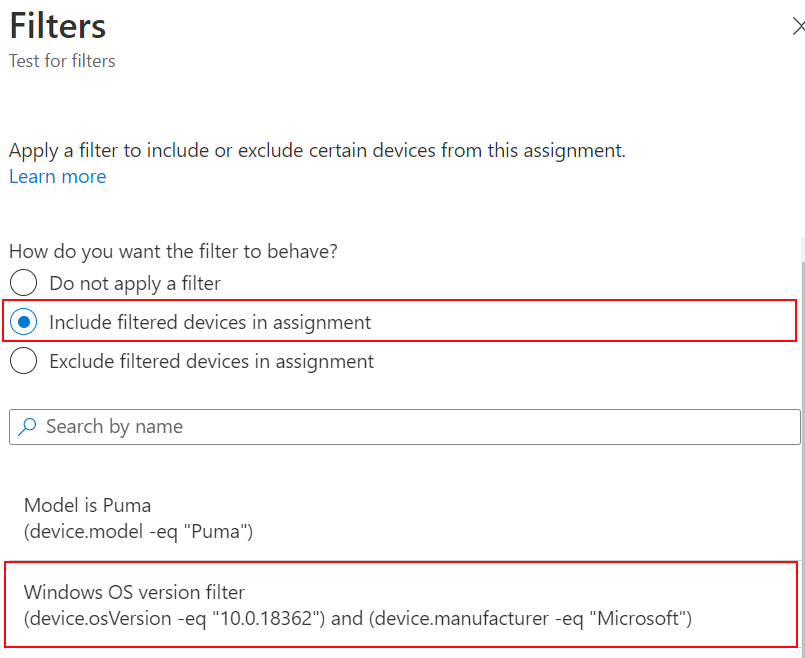 Filters
Test for filters
Apply a filter to include or exclude certain devices from this assignment.
Learn more
How do you want the filter to behave?
Do not apply a filter
Include filtered devices in assignment
Exclude filtered devices in assignment
Search by name
Model is Puma
(device.model -eq "Puma")
Windows OS version filter
(device.osVersion -eq "10.0.18362") and (device.manufacturer -eq "Microsoft")